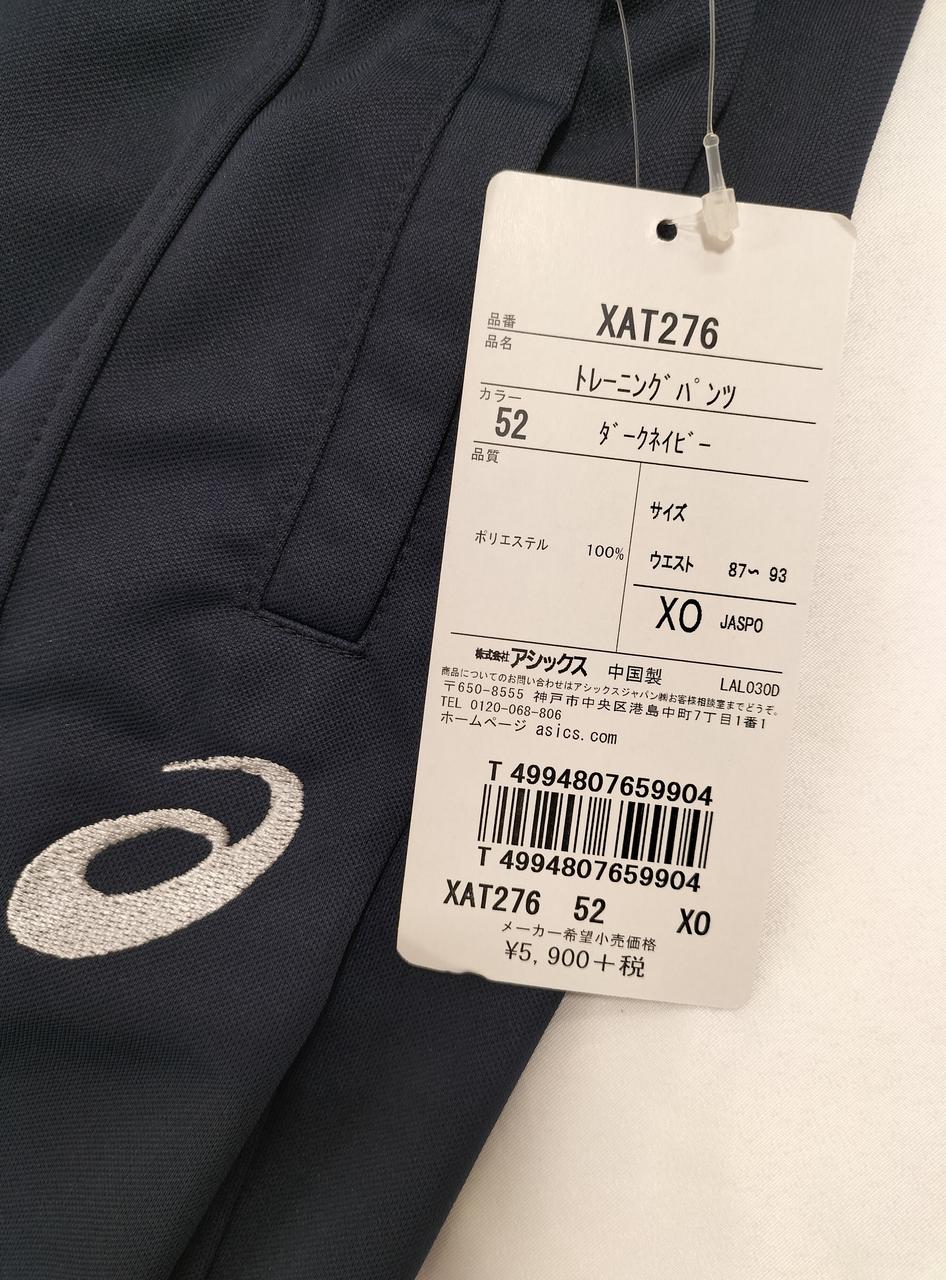 品番 XAT276
品名
トレーニングパンツ
カラー
52 ダークネイビー
品質
サイズ
ポリエステル 100%
ウエスト 87〜 93
XO JASPO
株式会社アシックス 中国製 LAL030D
商品についてのお問い合わせはアシックスジャパン㈱お客様相談室までどうぞ。
〒650-8555 神戸市中央区港島中町7丁目1番1
TEL 0120-068-806
ホームページ asics.com
T 4994807659904
T 4994807659904
XAT276 52 XO
メーカー希望小売価格
¥5,900+税